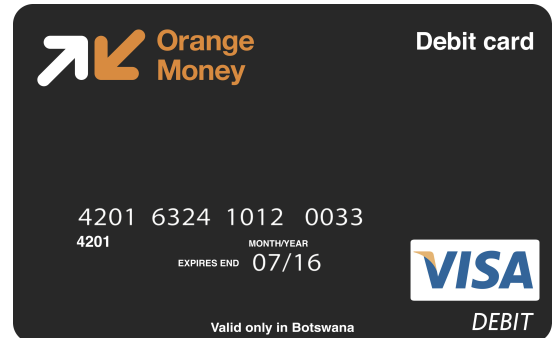 Orange
Money
Debit card
4201 6324 1012 0033
4201
MONTH/YEAR
EXPIRES END 07/16
VISA
DEBIT
Valid only in Botswana